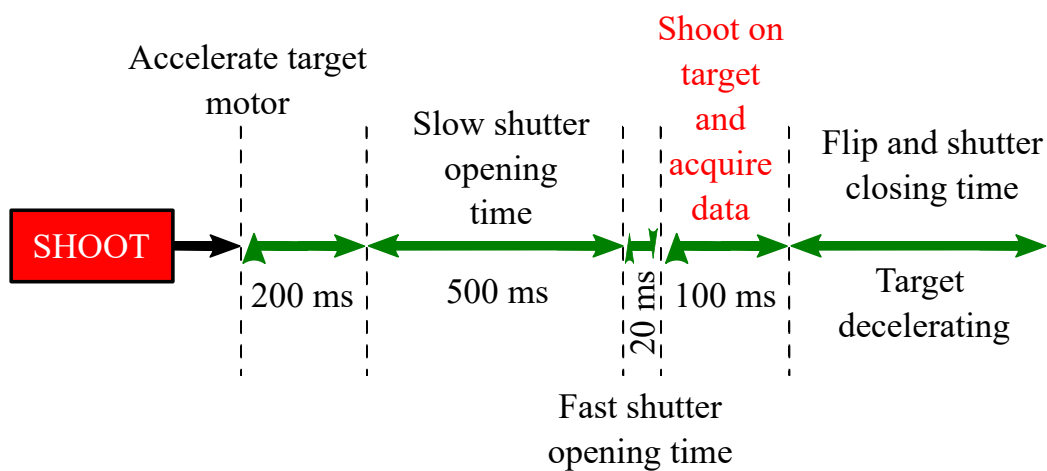 Accelerate target
motor
Slow shutter
opening
time
Shoot on
target
and
acquire
data
Flip and shutter
closing time
SHOOT
200 ms
500 ms
20 ms
100 ms
Target
decelerating
Fast shutter
opening time